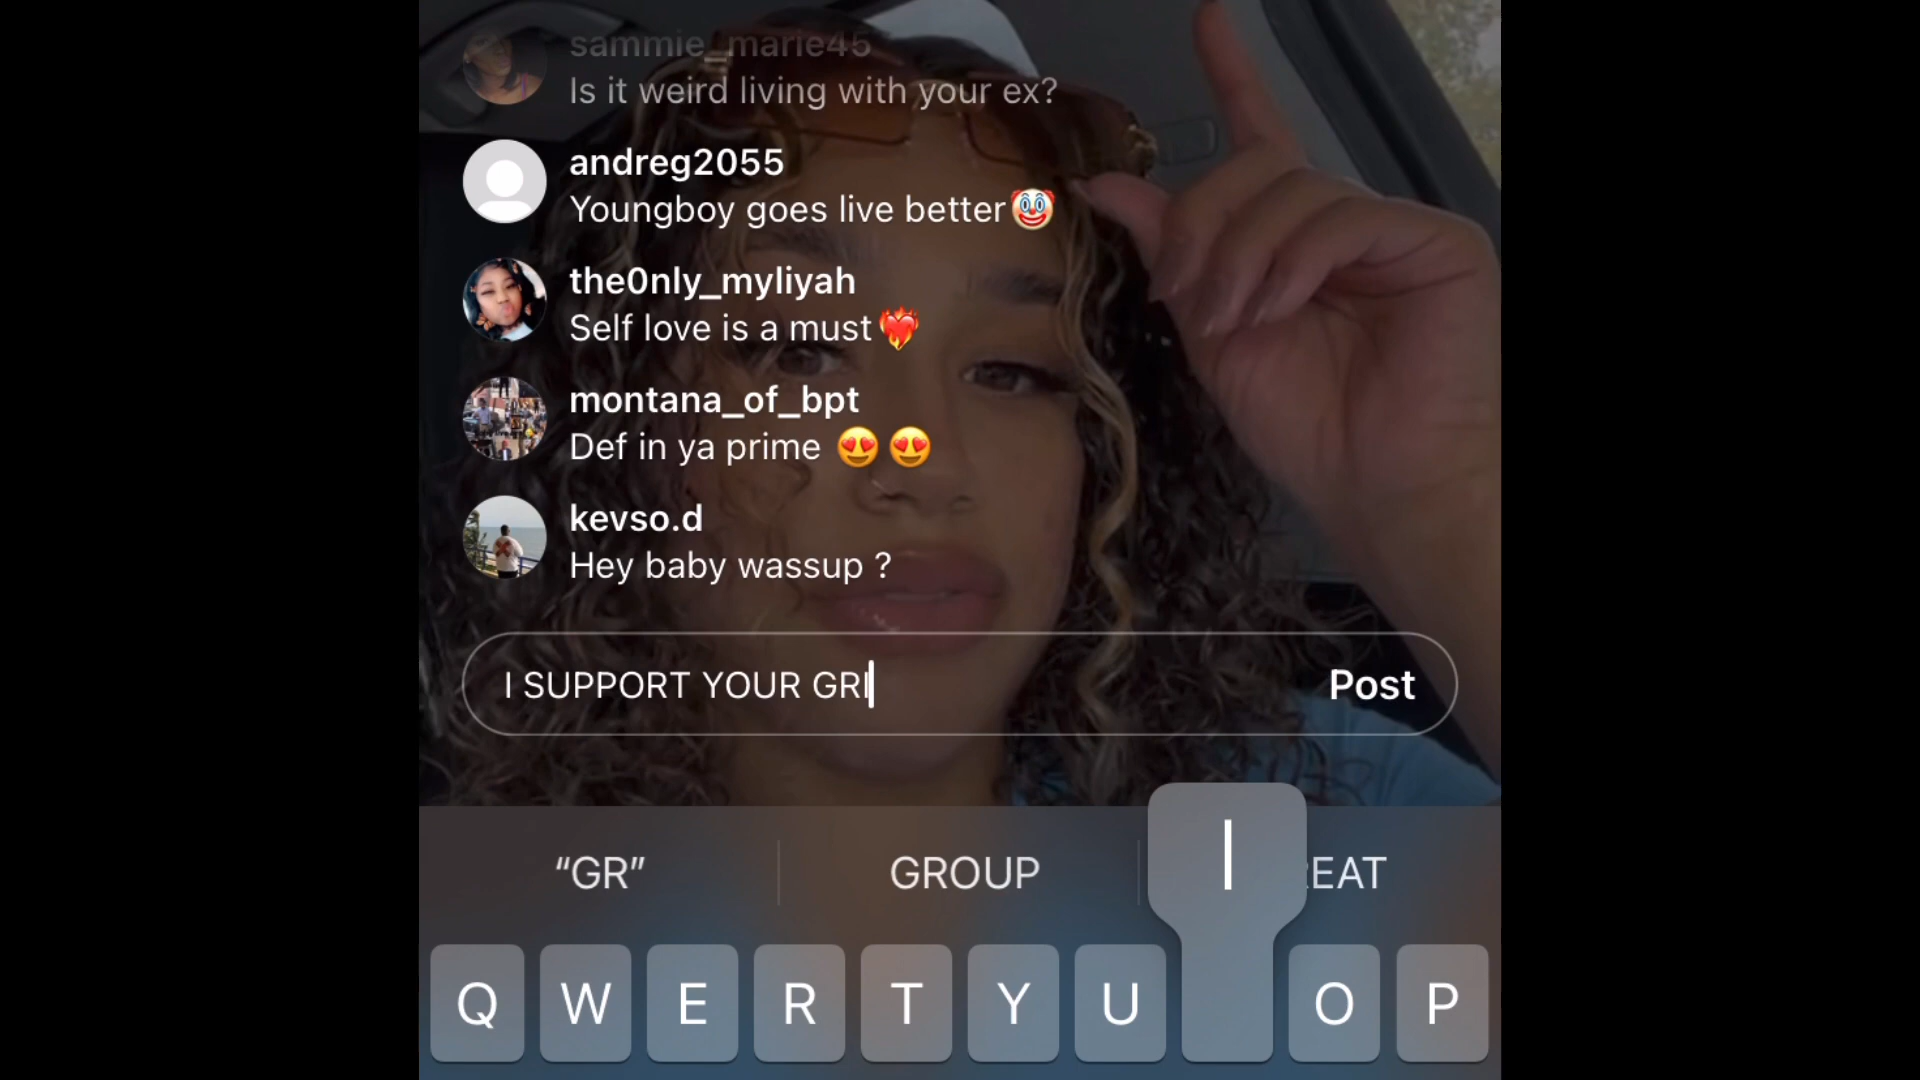 sammie_marie45
Is it weird living with your ex?
andreg2055
Youngboy goes live better🤡
the0nly_myliyah
Self love is a must❤️‍🔥
montana_of_bpt
Def in ya prime 😍😍
kevso.d
Hey baby wassup ?
I SUPPORT YOUR GRI
Post
“GR” GROUP REAT
I
Q W E R T Y U O P